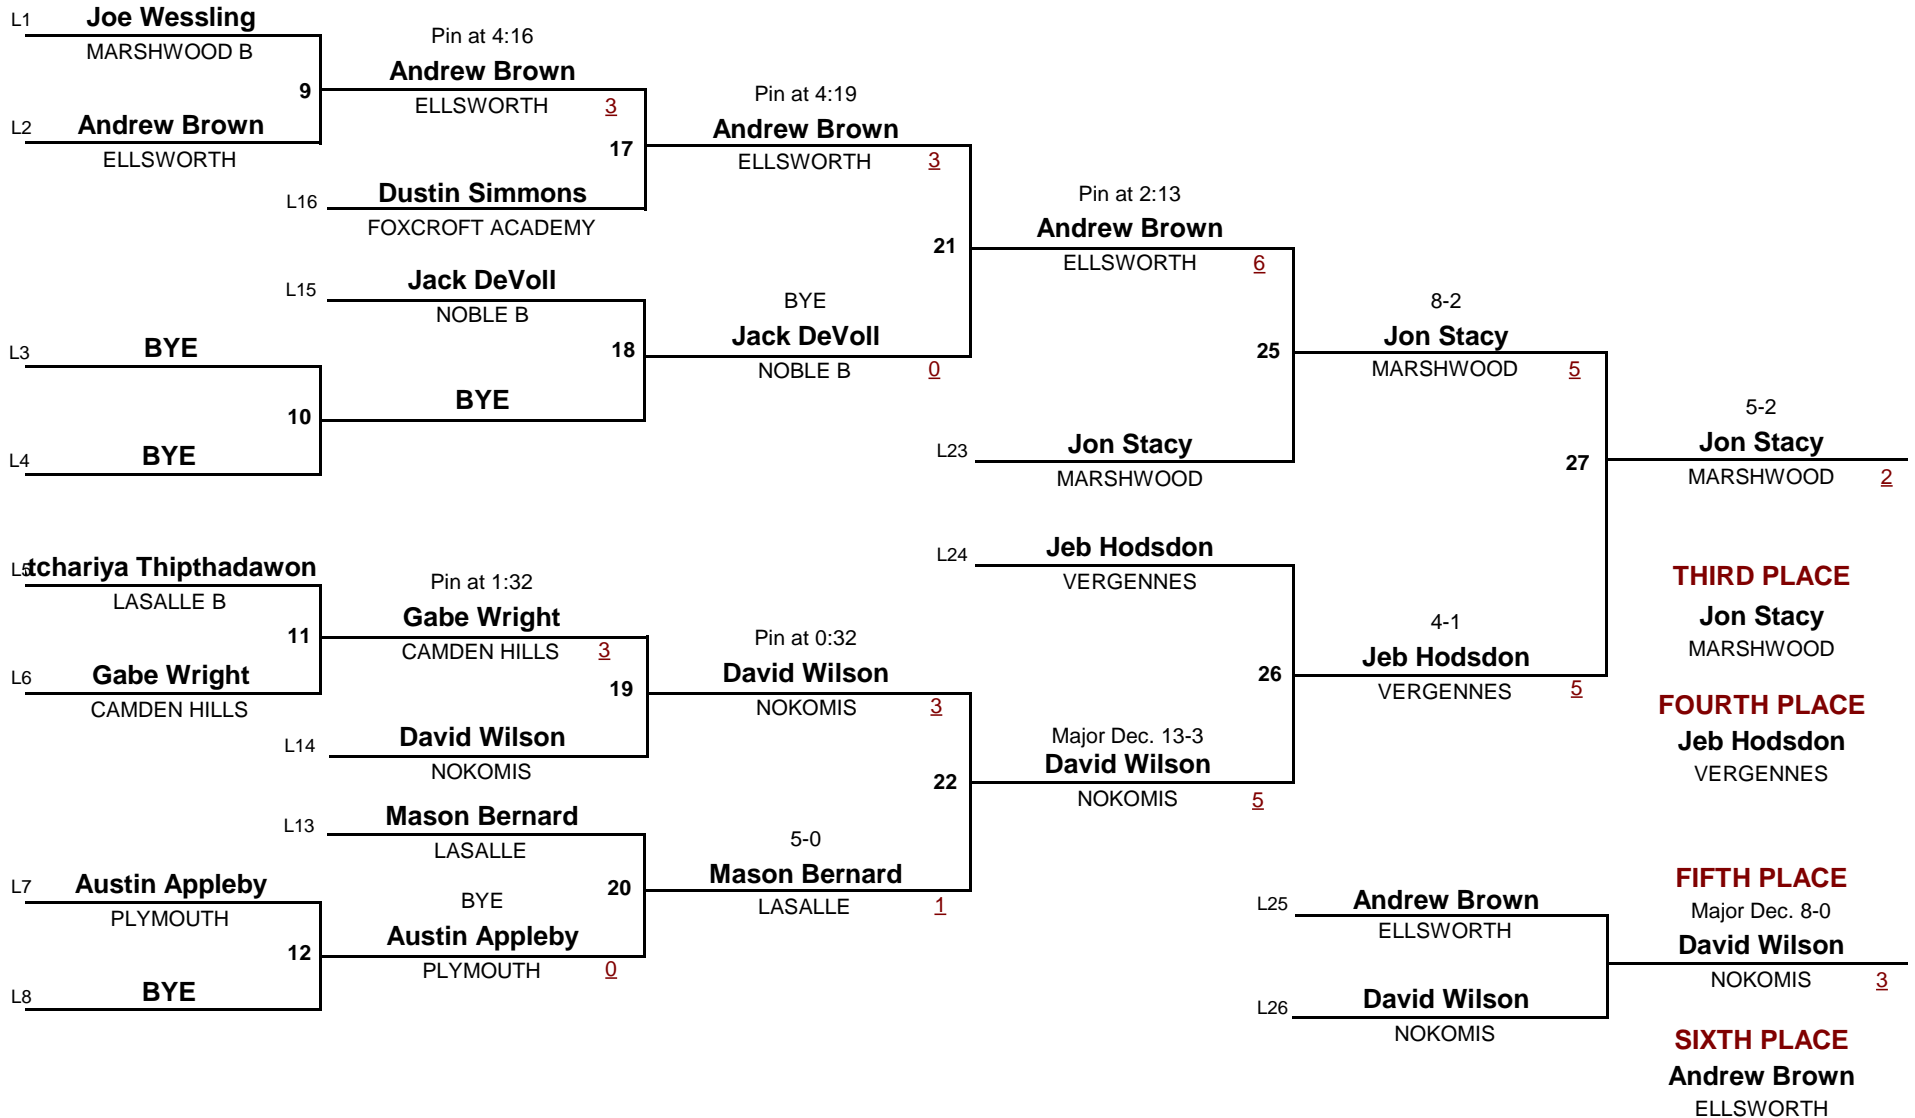 L1 Joe Wessling
MARSHWOOD B
9
L2 Andrew Brown
ELLSWORTH
Pin at 4:16
Andrew Brown
ELLSWORTH 3
17
L16 Dustin Simmons
FOXCROFT ACADEMY
Pin at 4:19
Andrew Brown
ELLSWORTH 3
21
L15 Jack DeVoll
NOBLE B
18
BYE
Jack DeVoll
NOBLE B 0
L3 BYE
10
BYE
L4 BYE
Pin at 2:13
Andrew Brown
ELLSWORTH 6
25
L23 Jon Stacy
MARSHWOOD
8-2
Jon Stacy
MARSHWOOD 5
27
5-2
Jon Stacy
MARSHWOOD 2
L5 tchariya Thipthadawon
LASALLE B
11
L6 Gabe Wright
CAMDEN HILLS
Pin at 1:32
Gabe Wright
CAMDEN HILLS 3
19
L14 David Wilson
NOKOMIS
Pin at 0:32
David Wilson
NOKOMIS 3
22
L13 Mason Bernard
LASALLE
20
5-0
Mason Bernard
LASALLE 1
L7 Austin Appleby
PLYMOUTH
12
L8 BYE
BYE
Austin Appleby
PLYMOUTH 0
L24 Jeb Hodsdon
VERGENNES
26
Major Dec. 13-3
David Wilson
NOKOMIS 5
4-1
Jeb Hodsdon
VERGENNES 5
THIRD PLACE
Jon Stacy
MARSHWOOD
FOURTH PLACE
Jeb Hodsdon
VERGENNES
L25 Andrew Brown
ELLSWORTH
L26 David Wilson
NOKOMIS
FIFTH PLACE
Major Dec. 8-0
David Wilson
NOKOMIS 3
SIXTH PLACE
Andrew Brown
ELLSWORTH